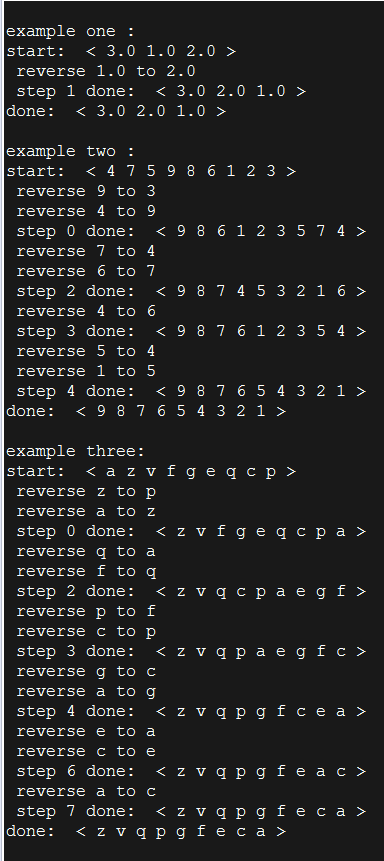 example one :
start:  < 3.0 1.0 2.0 >
 reverse 1.0 to 2.0
 step 1 done:  < 3.0 2.0 1.0 >
done:  < 3.0 2.0 1.0 >

example two :
start:  < 4 7 5 9 8 6 1 2 3 >
 reverse 9 to 3
 reverse 4 to 9
 step 0 done:  < 9 8 6 1 2 3 5 7 4 >
 reverse 7 to 4
 reverse 6 to 7
 step 2 done:  < 9 8 7 4 5 3 2 1 6 >
 reverse 4 to 6
 step 3 done:  < 9 8 7 6 1 2 3 5 4 >
 reverse 5 to 4
 reverse 1 to 5
 step 4 done:  < 9 8 7 6 5 4 3 2 1 >
done:  < 9 8 7 6 5 4 3 2 1 >

example three:
start:  < a z v f g e q c p >
 reverse z to p
 reverse a to z
 step 0 done:  < z v f g e q c p a >
 reverse q to a
 reverse f to q
 step 2 done:  < z v q c p a e g f >
 reverse p to f
 reverse c to p
 step 3 done:  < z v q p a e g f c >
 reverse g to c
 reverse a to g
 step 4 done:  < z v q p g f c e a >
 reverse e to a
 reverse c to e
 step 6 done:  < z v q p g f e a c >
 reverse a to c
 step 7 done:  < z v q p g f e c a >
done:  < z v q p g f e c a >